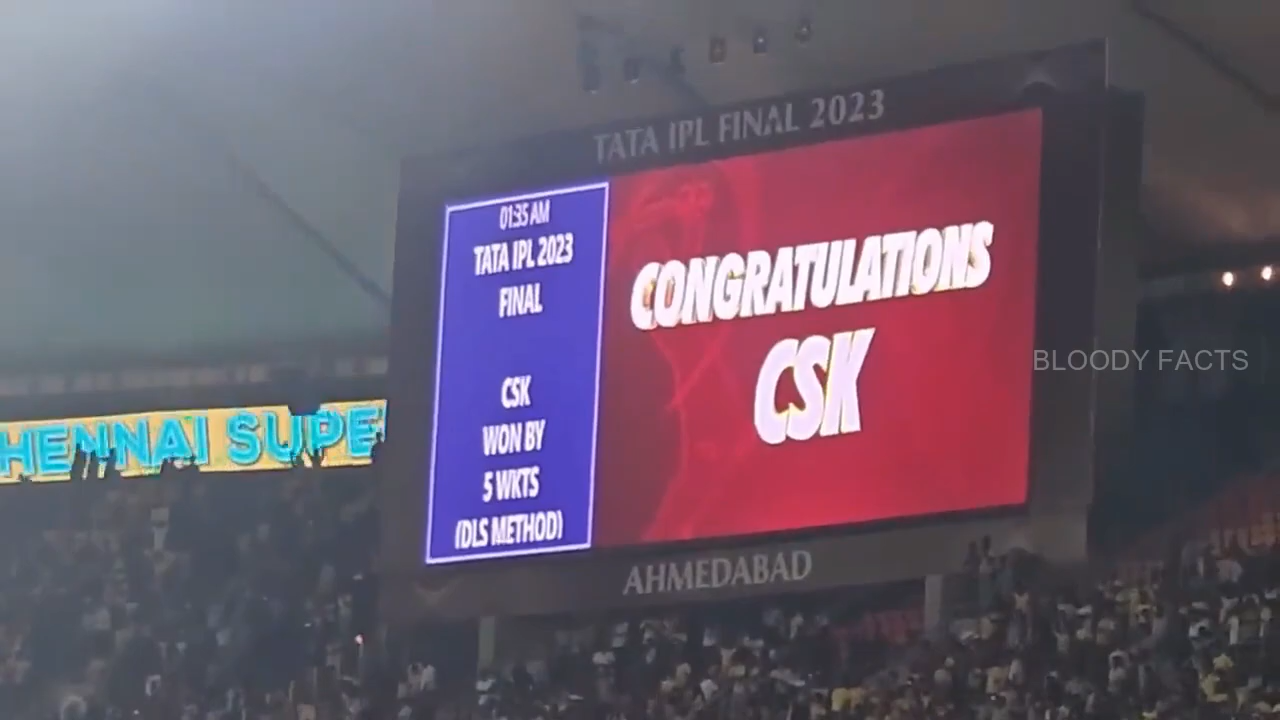 TATA IPL FINAL 2023
01:35 AM
TATA IPL 2023
FINAL
CSK
WON BY
5 WKTS
(DLS METHOD)
CONGRATULATIONS
CSK
BLOODY FACTS
HENNAI SUPE
AHMEDABAD